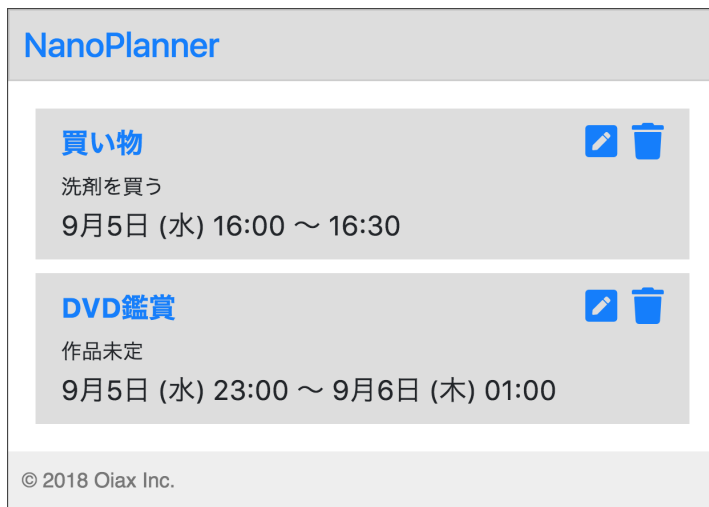 NanoPlanner
買い物
洗剤を買う
9月5日 (水) 16:00 〜 16:30
DVD鑑賞
作品未定
9月5日 (水) 23:00 〜 9月6日 (木) 01:00
© 2018 Oiax Inc.